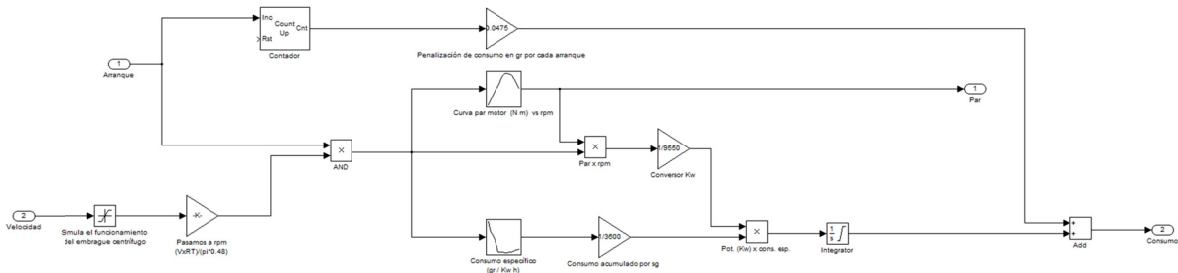 Inc
Count
Up
Cnt
Rst
Contador
0.0475
Penalización de consumo en gr por cada arranque
1
Arranque
Curva par motor (N m) vs rpm
1
Par
×
AND
×
Par x rpm
1/9550
Conversor Kw
2
Velocidad
Smula el funcionamiento
del embrague centrífugo
-K-
Pasamos a rpm
(VxRT)/(pi*0.48)
Consumo específico
(gr/ Kw h)
1/3600
Consumo acumulado por sg
×
Pot. (Kw) x cons. esp.
1
s
Integrator
+
+
Add
2
Consumo